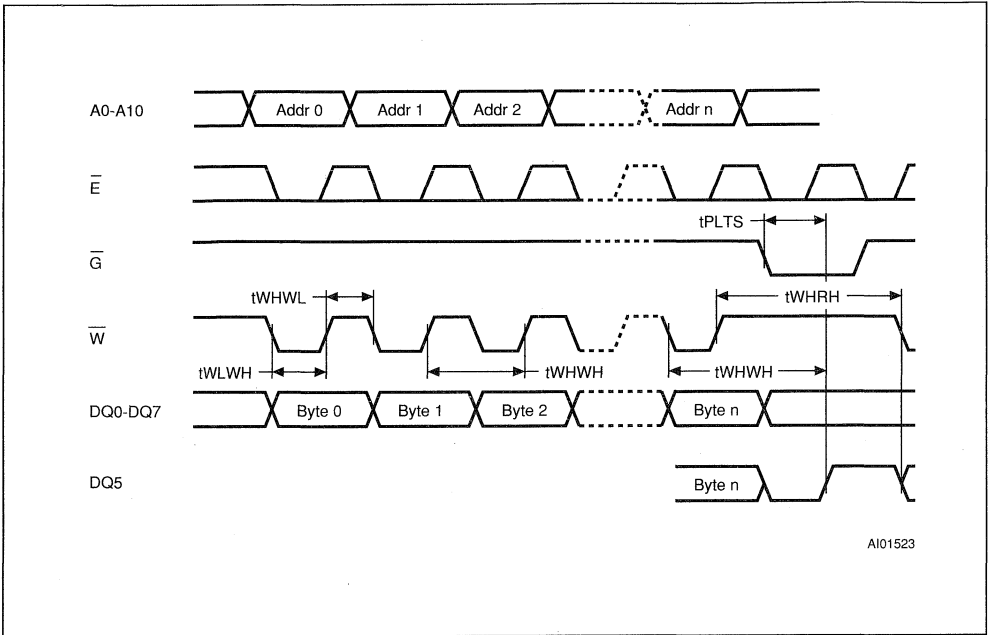 A0-A10
Addr 0
Addr 1
Addr 2
Addr n
E
tPLTS
G
tWHWL
tWHRH
W
tWLWH
tWHWH
tWHWH
DQ0-DQ7
Byte 0
Byte 1
Byte 2
Byte n
DQ5
Byte n
AI01523